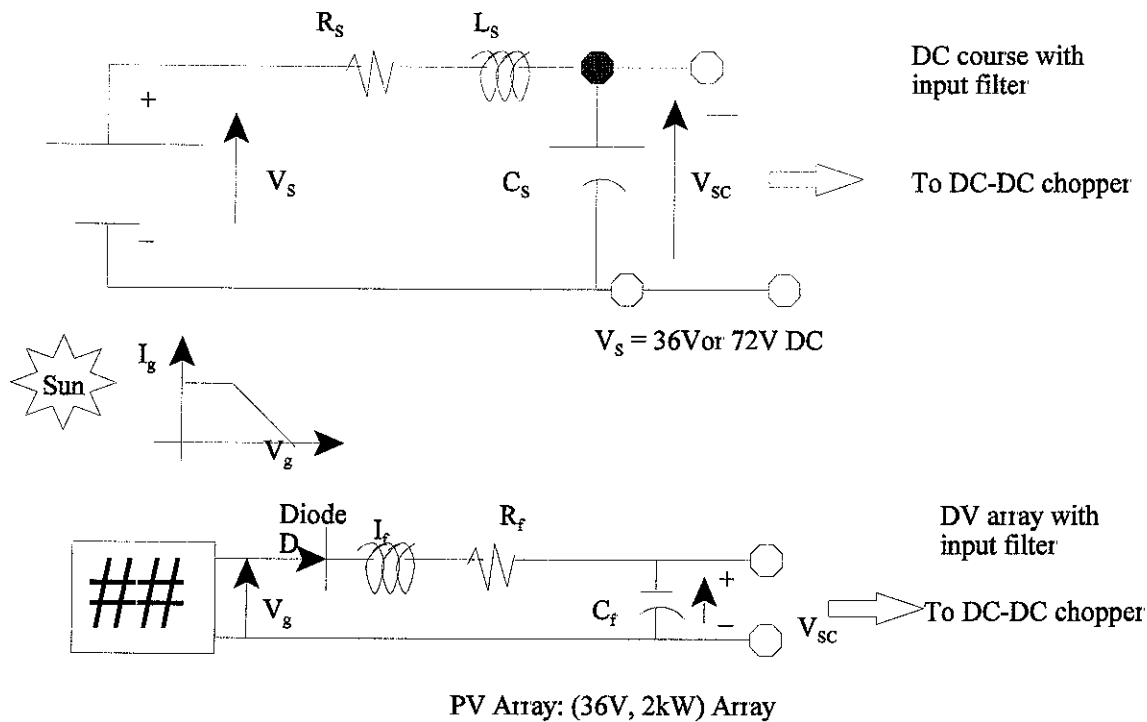 R_S L_S
DC course with
input filter
+
V_S C_S V_SC
To DC-DC chopper
–
–
V_S = 36Vor 72V DC
Sun
I_g
V_g
Diode
D I_f R_f
DV array with
input filter
V_g C_f + –
V_SC
To DC-DC chopper
PV Array: (36V, 2kW) Array